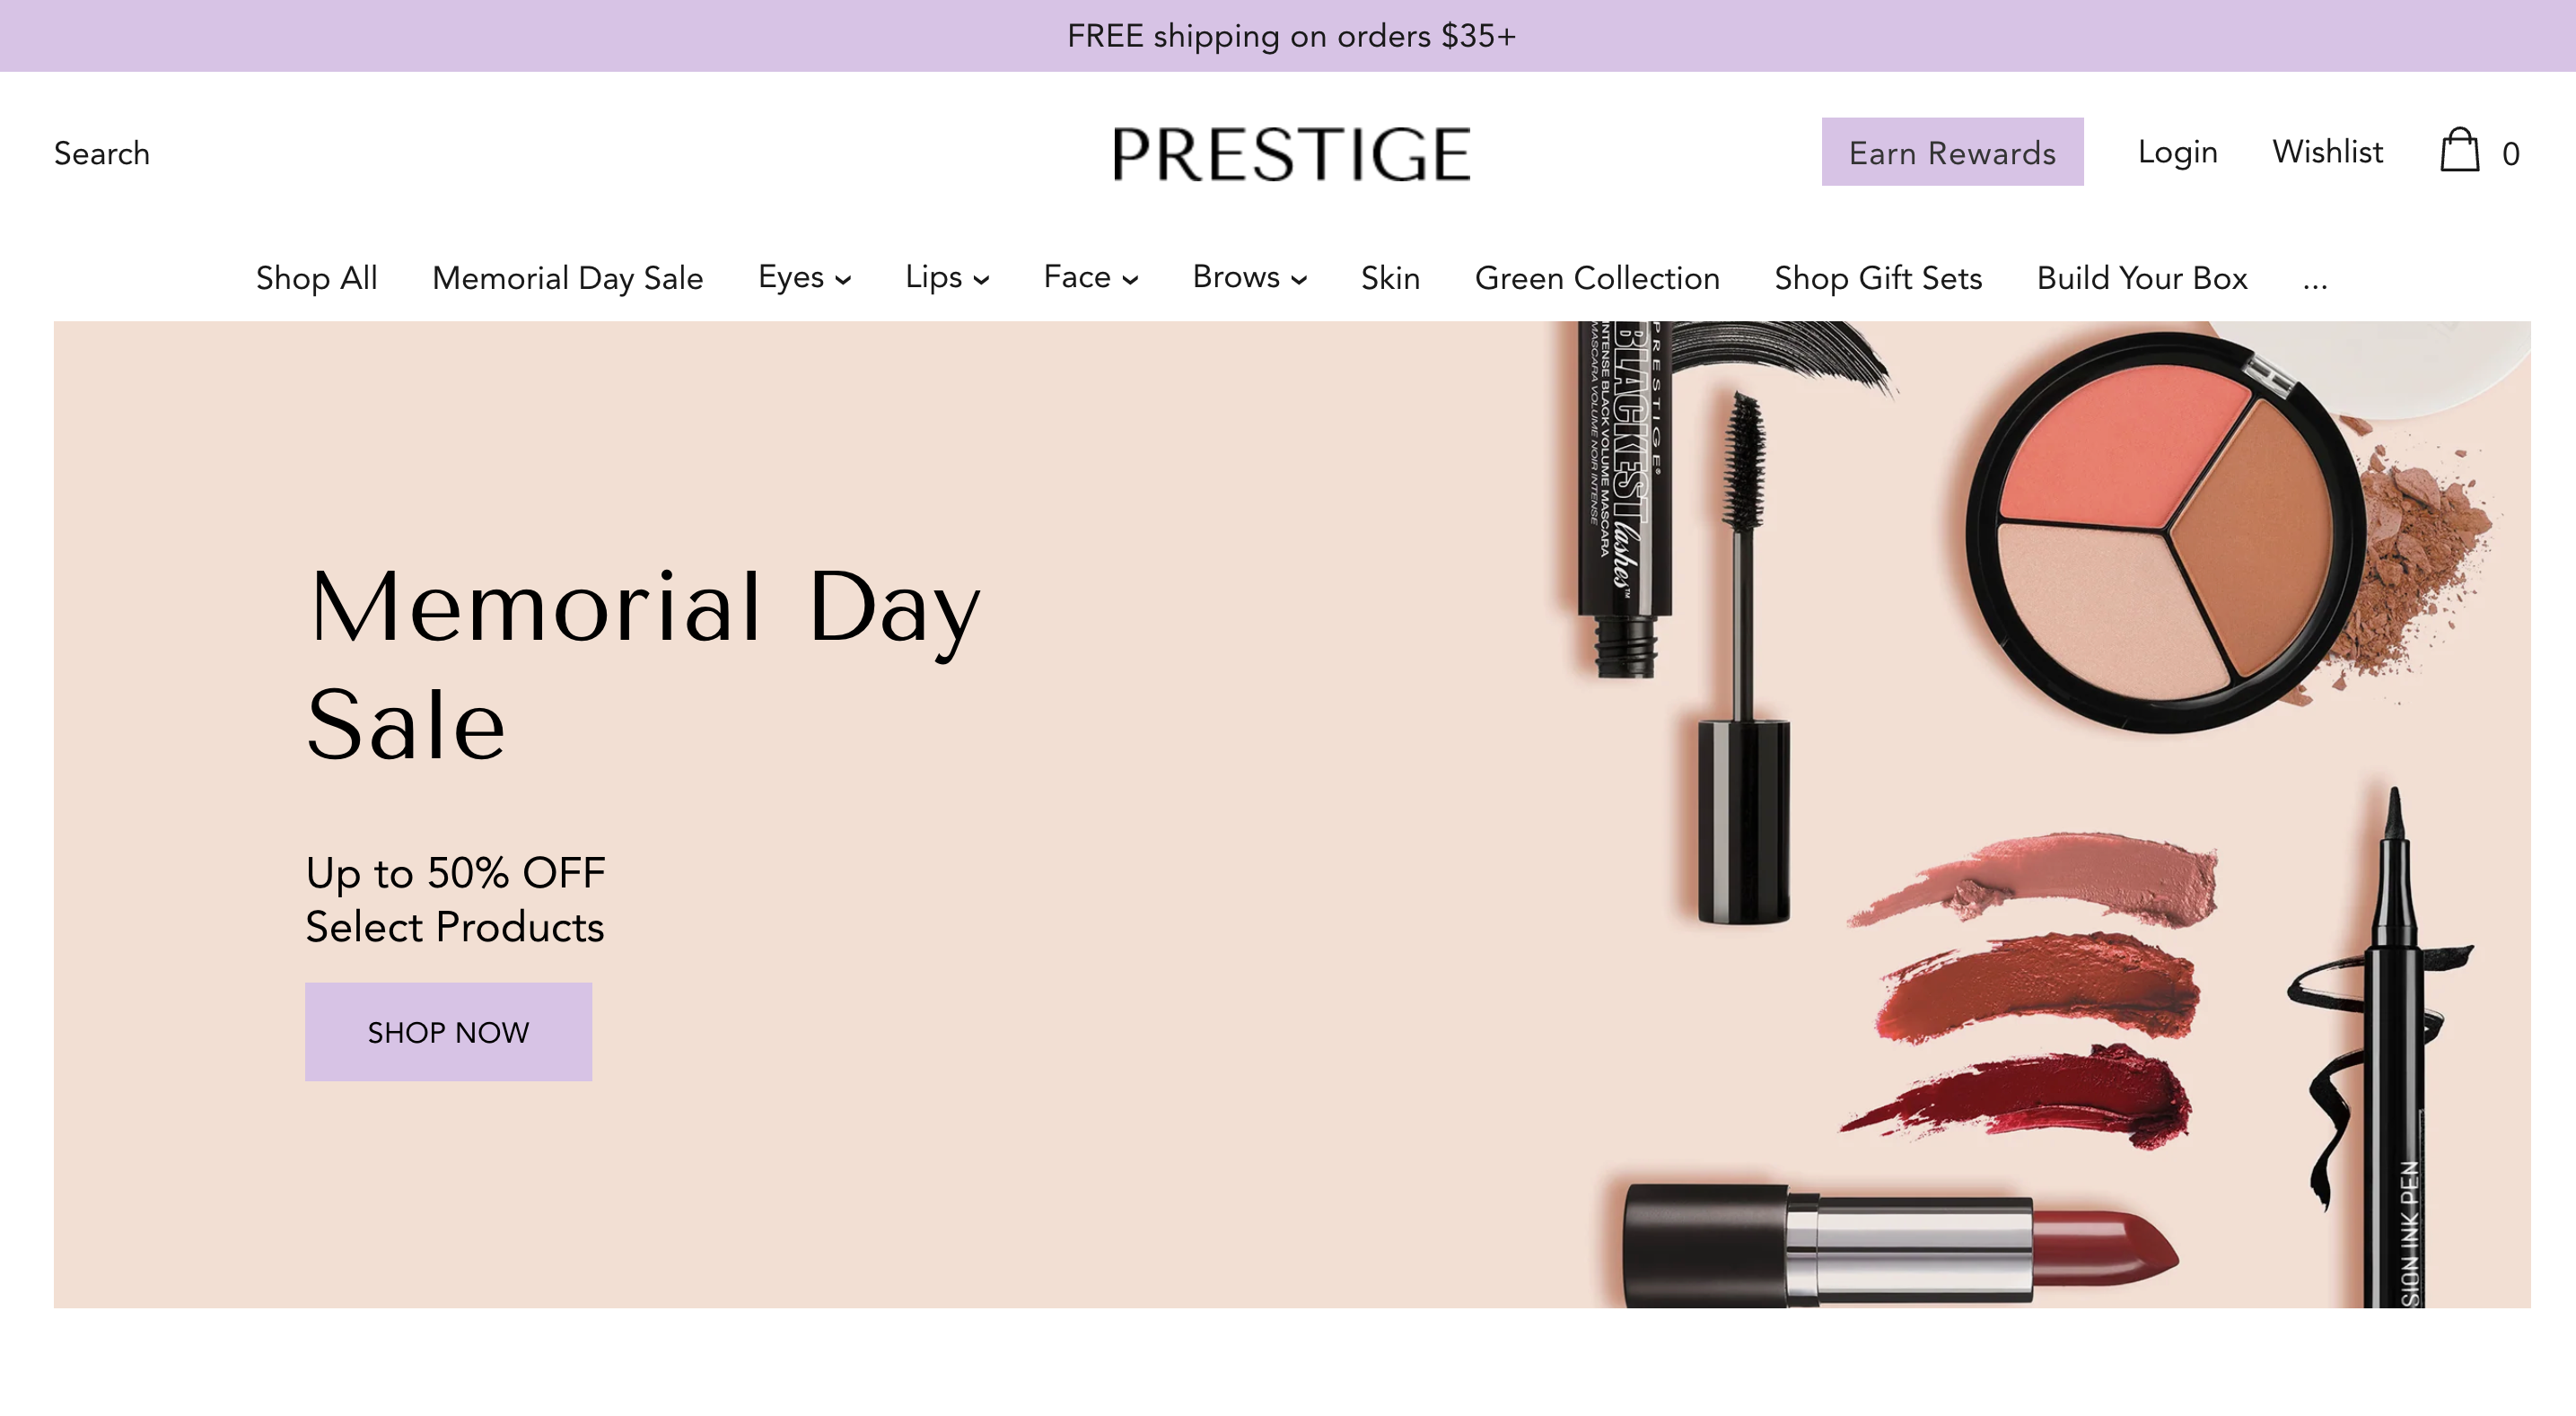 FREE shipping on orders $35+
Search
PRESTIGE
Earn Rewards
Login
Wishlist
0
Shop All
Memorial Day Sale
Eyes
Lips
Face
Brows
Skin
Green Collection
Shop Gift Sets
Build Your Box
...
Memorial Day
Sale
Up to 50% OFF
Select Products
SHOP NOW
PRESTIGE®
BLACKEST lashes™
INTENSE BLACK VOLUME MASCARA
MASCARA VOLUME NOIR INTENSE
SION INK PEN